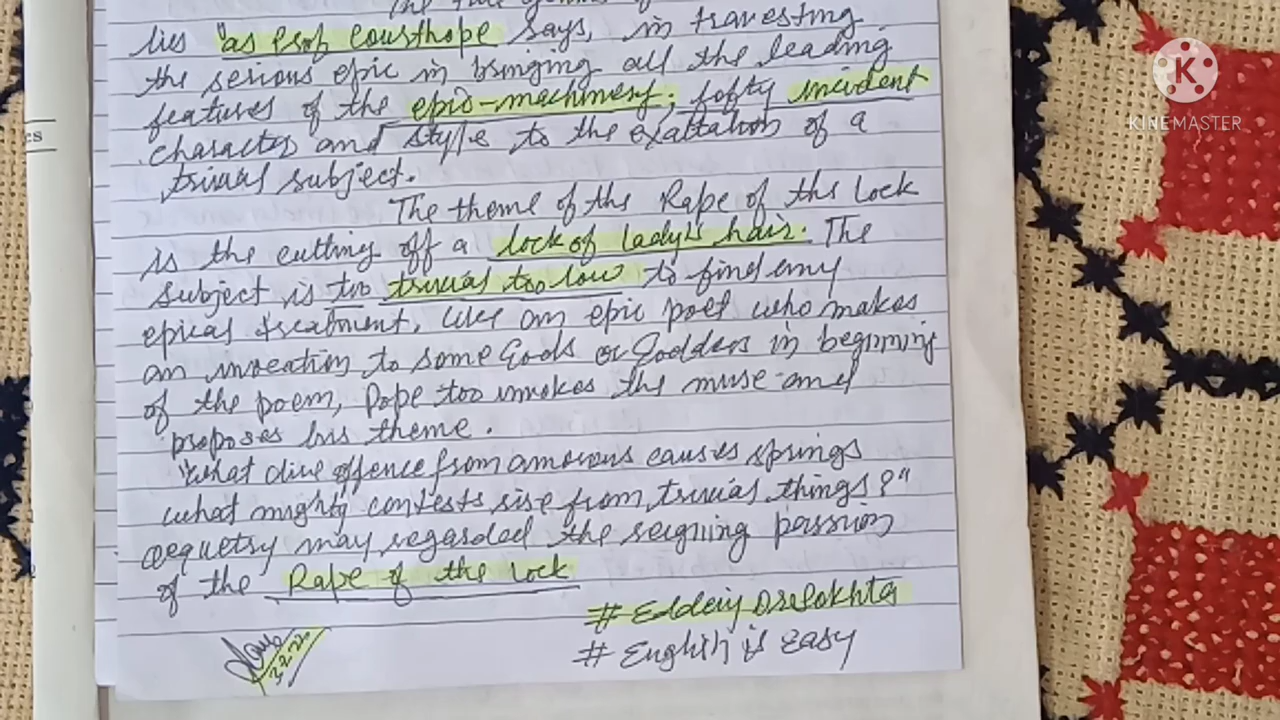 the true genius of
lies "as Prof Courthope says, in travesting
the serious epic in bringing all the leading
features of the epic-machinery, lofty incident
character and style to the exaltation of a
trivial subject.
The theme of the Rape of ths Lock
is the cutting off a lock of lady's hair. The
subject is too trivial too low to find any
epical treatment. Like an epic poet who makes
an invocation to some Gods or Goddess in beginning
of the poem, Pope too invokes the muse and
proposes his theme.
"what dire offence from amorous causes springs
what mighty contests rise from trivial things?"
coquetry may regarded the reigning passion
of the Rape of the Lock
#
# English is Easy
K
KINEMASTER
es